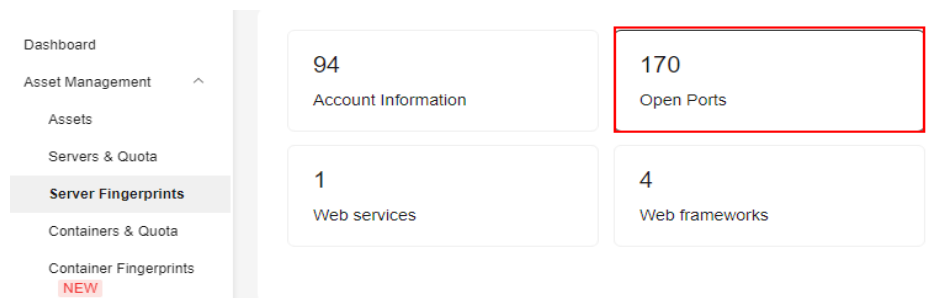 Dashboard
Asset Management
Assets
Servers & Quota
Server Fingerprints
Containers & Quota
Container Fingerprints
NEW
94
Account Information
170
Open Ports
1
Web services
4
Web frameworks